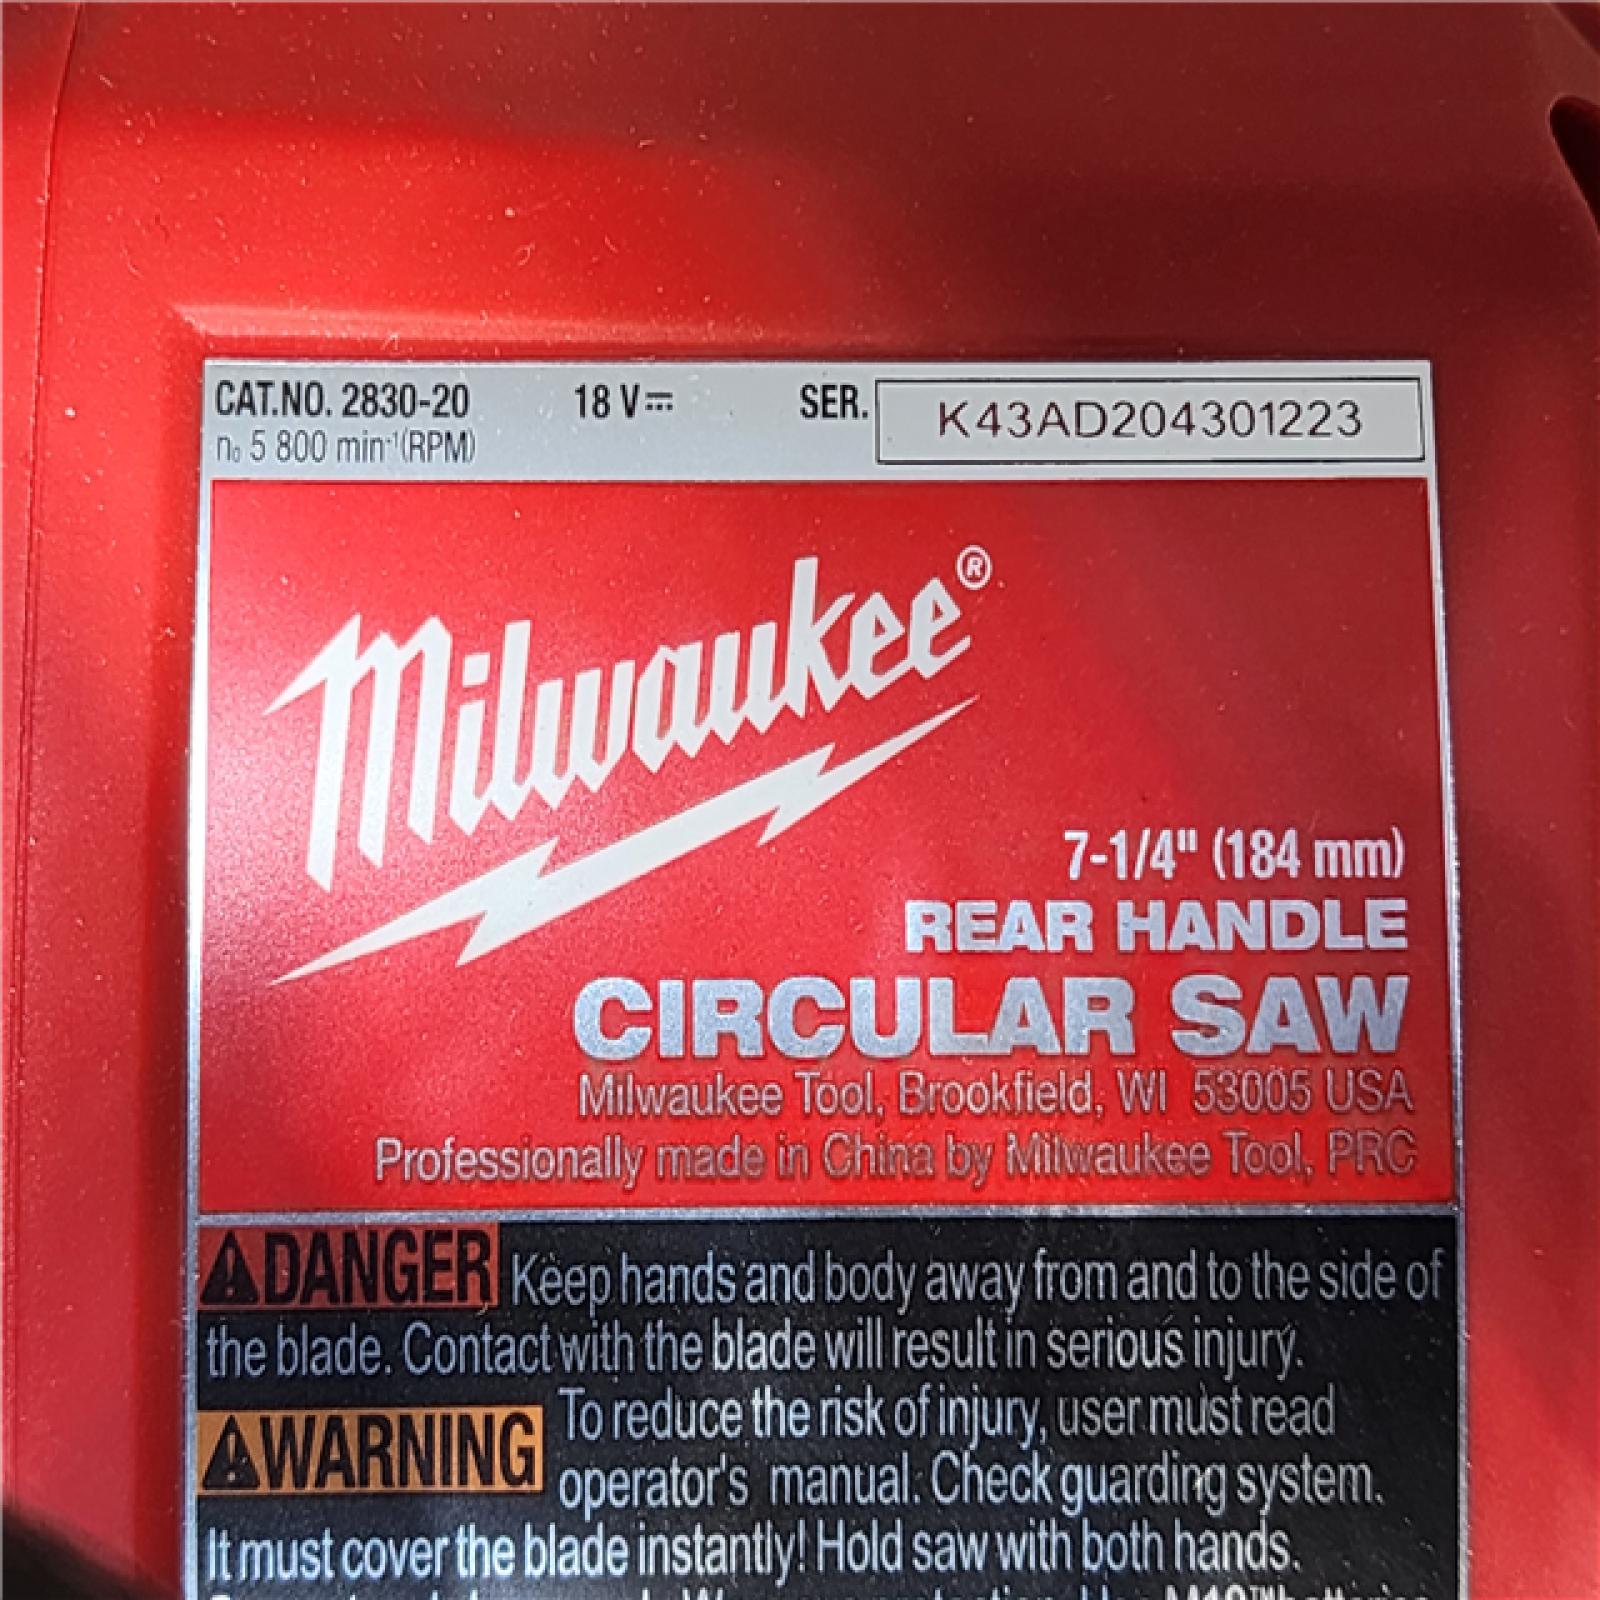 CAT.NO. 2830-20 18 V⎓ SER. K43AD204301223
n₀ 5 800 min⁻¹(RPM)
Milwaukee®
7-1/4" (184 mm)
REAR HANDLE
CIRCULAR SAW
Milwaukee Tool, Brookfield, WI 53005 USA
Professionally made in China by Milwaukee Tool, PRC
DANGER Keep hands and body away from and to the side of
the blade. Contact with the blade will result in serious injury.
WARNING To reduce the risk of injury, user must read
operator's manual. Check guarding system.
It must cover the blade instantly! Hold saw with both hands.
M18™ batteries